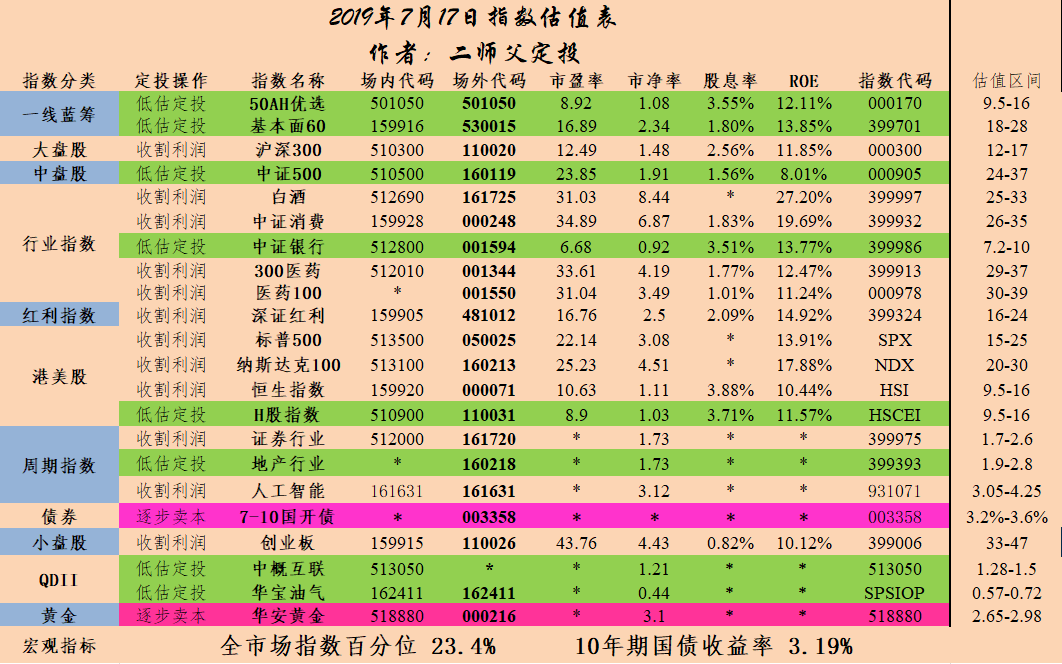 2019年7月17日指数估值表
作者：二师父定投
指数分类 定投操作 指数名称 场内代码 场外代码 市盈率 市净率 股息率 ROE 指数代码 估值区间
一线蓝筹 低估定投 50AH优选 501050 501050 8.92 1.08 3.55% 12.11% 000170 9.5-16
低估定投 基本面60 159916 530015 16.89 2.34 1.80% 13.85% 399701 18-28
大盘股 收割利润 沪深300 510300 110020 12.49 1.48 2.56% 11.85% 000300 12-17
中盘股 低估定投 中证500 510500 160119 23.85 1.91 1.56% 8.01% 000905 24-37
行业指数 收割利润 白酒 512690 161725 31.03 8.44 * 27.20% 399997 25-33
收割利润 中证消费 159928 000248 34.89 6.87 1.83% 19.69% 399932 26-35
低估定投 中证银行 512800 001594 6.68 0.92 3.51% 13.77% 399986 7.2-10
收割利润 300医药 512010 001344 33.61 4.19 1.77% 12.47% 399913 29-37
收割利润 医药100 * 001550 31.04 3.49 1.01% 11.24% 000978 30-39
红利指数 收割利润 深证红利 159905 481012 16.76 2.5 2.09% 14.92% 399324 16-24
港美股 收割利润 标普500 513500 050025 22.14 3.08 * 13.91% SPX 15-25
收割利润 纳斯达克100 513100 160213 25.23 4.51 * 17.88% NDX 20-30
收割利润 恒生指数 159920 000071 10.63 1.11 3.88% 10.44% HSI 9.5-16
低估定投 H股指数 510900 110031 8.9 1.03 3.71% 11.57% HSCEI 9.5-16
周期指数 收割利润 证券行业 512000 161720 * 1.73 * * 399975 1.7-2.6
低估定投 地产行业 * 160218 * 1.73 * * 399393 1.9-2.8
收割利润 人工智能 161631 161631 * 3.12 * * 931071 3.05-4.25
债券 逐步卖本 7-10国开债 * 003358 * * * * 003358 3.2%-3.6%
小盘股 收割利润 创业板 159915 110026 43.76 4.43 0.82% 10.12% 399006 33-47
QDII 低估定投 中概互联 513050 * * 1.21 * * 513050 1.28-1.5
低估定投 华宝油气 162411 162411 * 0.44 * * SPSIOP 0.57-0.72
黄金 逐步卖本 华安黄金 518880 000216 * 3.1 * * 518880 2.65-2.98
宏观指标 全市场指数百分位 23.4% 10年期国债收益率 3.19%